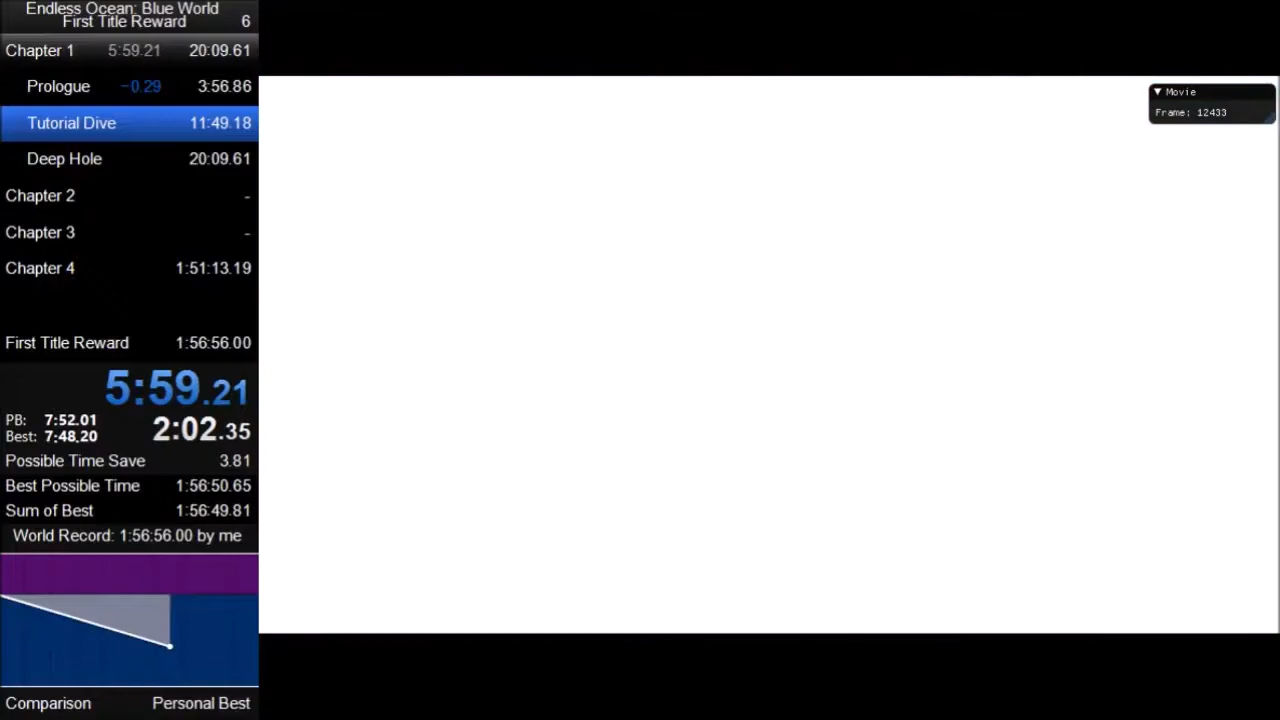 Endless Ocean: Blue World
First Title Reward 6
Chapter 1 5:59.21 20:09.61
Prologue −0.29 3:56.86
Tutorial Dive 11:49.18
Deep Hole 20:09.61
Chapter 2 -
Chapter 3 -
Chapter 4 1:51:13.19
First Title Reward 1:56:56.00
5:59.21
PB: 7:52.01
Best: 7:48.20
2:02.35
Possible Time Save 3.81
Best Possible Time 1:56:50.65
Sum of Best 1:56:49.81
World Record: 1:56:56.00 by me
Comparison Personal Best
▼ Movie
Frame: 12433